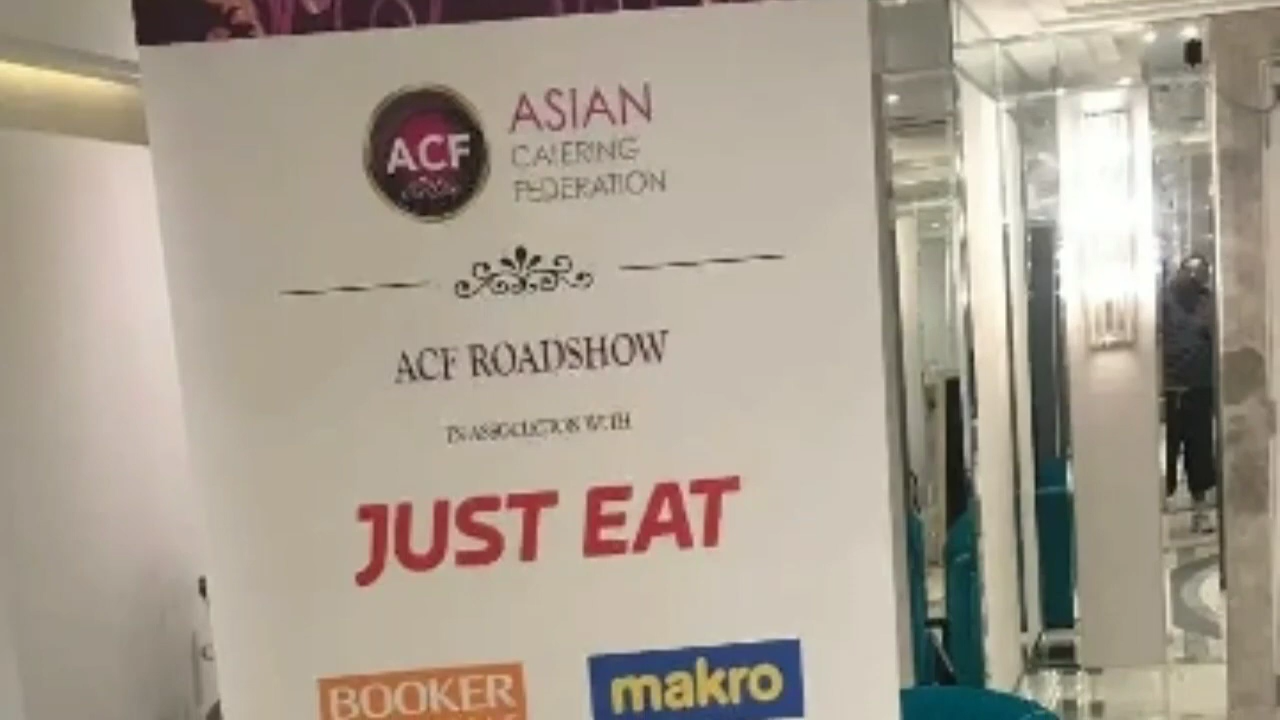 ACF
ASIAN
CATERING
FEDERATION
ACF ROADSHOW
IN ASSOCIATION WITH
JUST EAT
BOOKER
makro